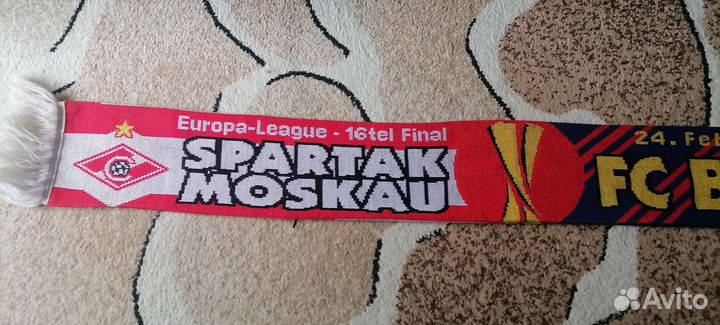 Europa-League - 16tel Final
SPARTAK
MOSKAU
24. Feb
FC B
Avito